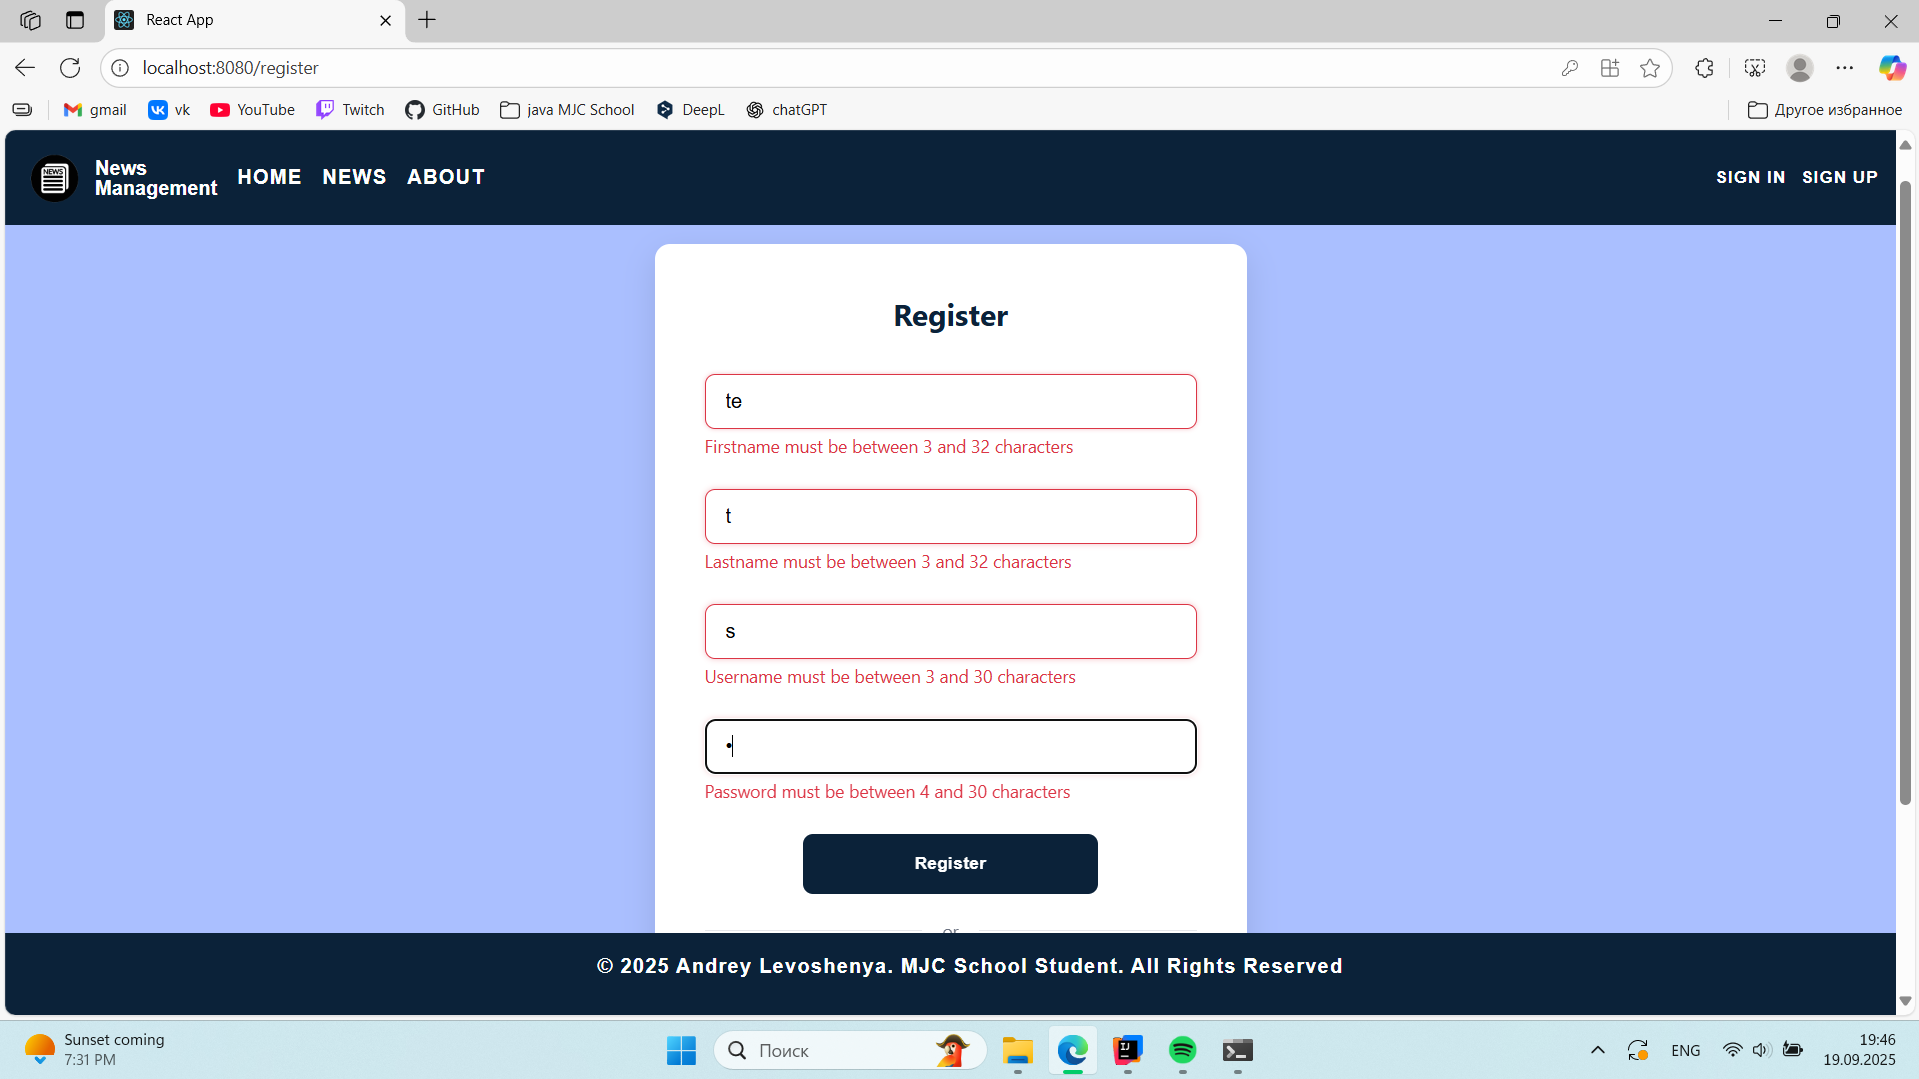 React App
localhost:8080/register
gmail vk YouTube Twitch GitHub java MJC School DeepL chatGPT Другое избранное
NEWS
News Management HOME NEWS ABOUT SIGN IN SIGN UP
Register
te
Firstname must be between 3 and 32 characters
t
Lastname must be between 3 and 32 characters
s
Username must be between 3 and 30 characters
•
Password must be between 4 and 30 characters
Register
or
© 2025 Andrey Levoshenya. MJC School Student. All Rights Reserved
Sunset coming
7:31 PM
Поиск
IJ
ENG
19:46
19.09.2025